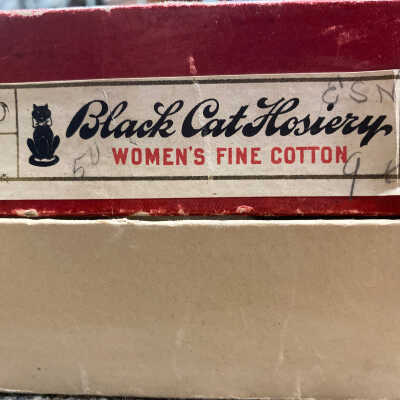 Black Cat Hosiery
WOMEN'S FINE COTTON